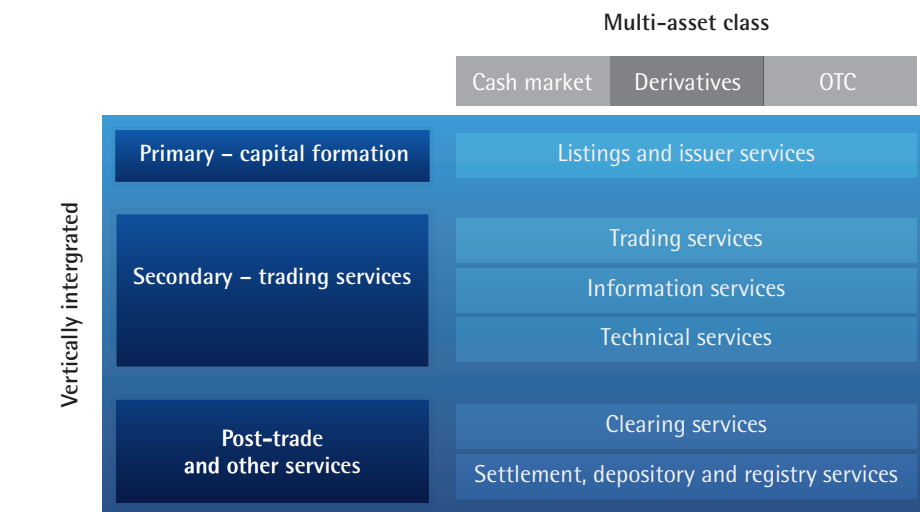 Multi-asset class
Cash market
Derivatives
OTC
Vertically intergrated
Primary – capital formation
Listings and issuer services
Secondary – trading services
Trading services
Information services
Technical services
Post-trade
and other services
Clearing services
Settlement, depository and registry services